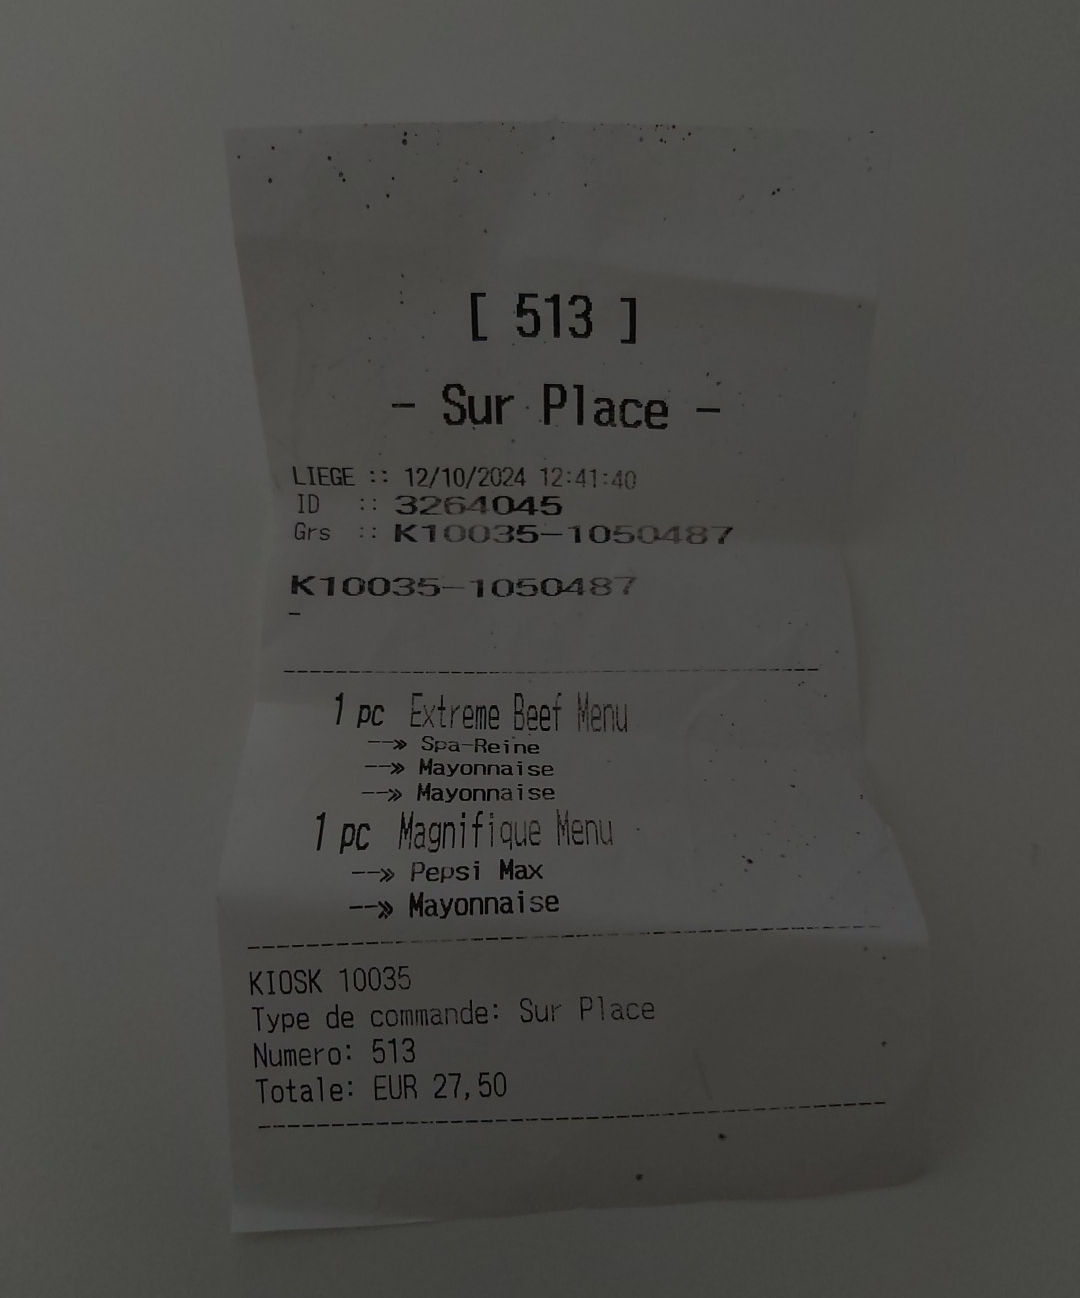 [ 513 ]
- Sur Place -
LIEGE :: 12/10/2024 12:41:40
ID :: 3264045
Grs :: K10035-1050487
K10035-1050487
-
1 pc Extreme Beef Menu
--» Spa-Reine
--» Mayonnaise
--» Mayonnaise
1 pc Magnifique Menu
--» Pepsi Max
--» Mayonnaise
KIOSK 10035
Type de commande: Sur Place
Numero: 513
Totale: EUR 27,50